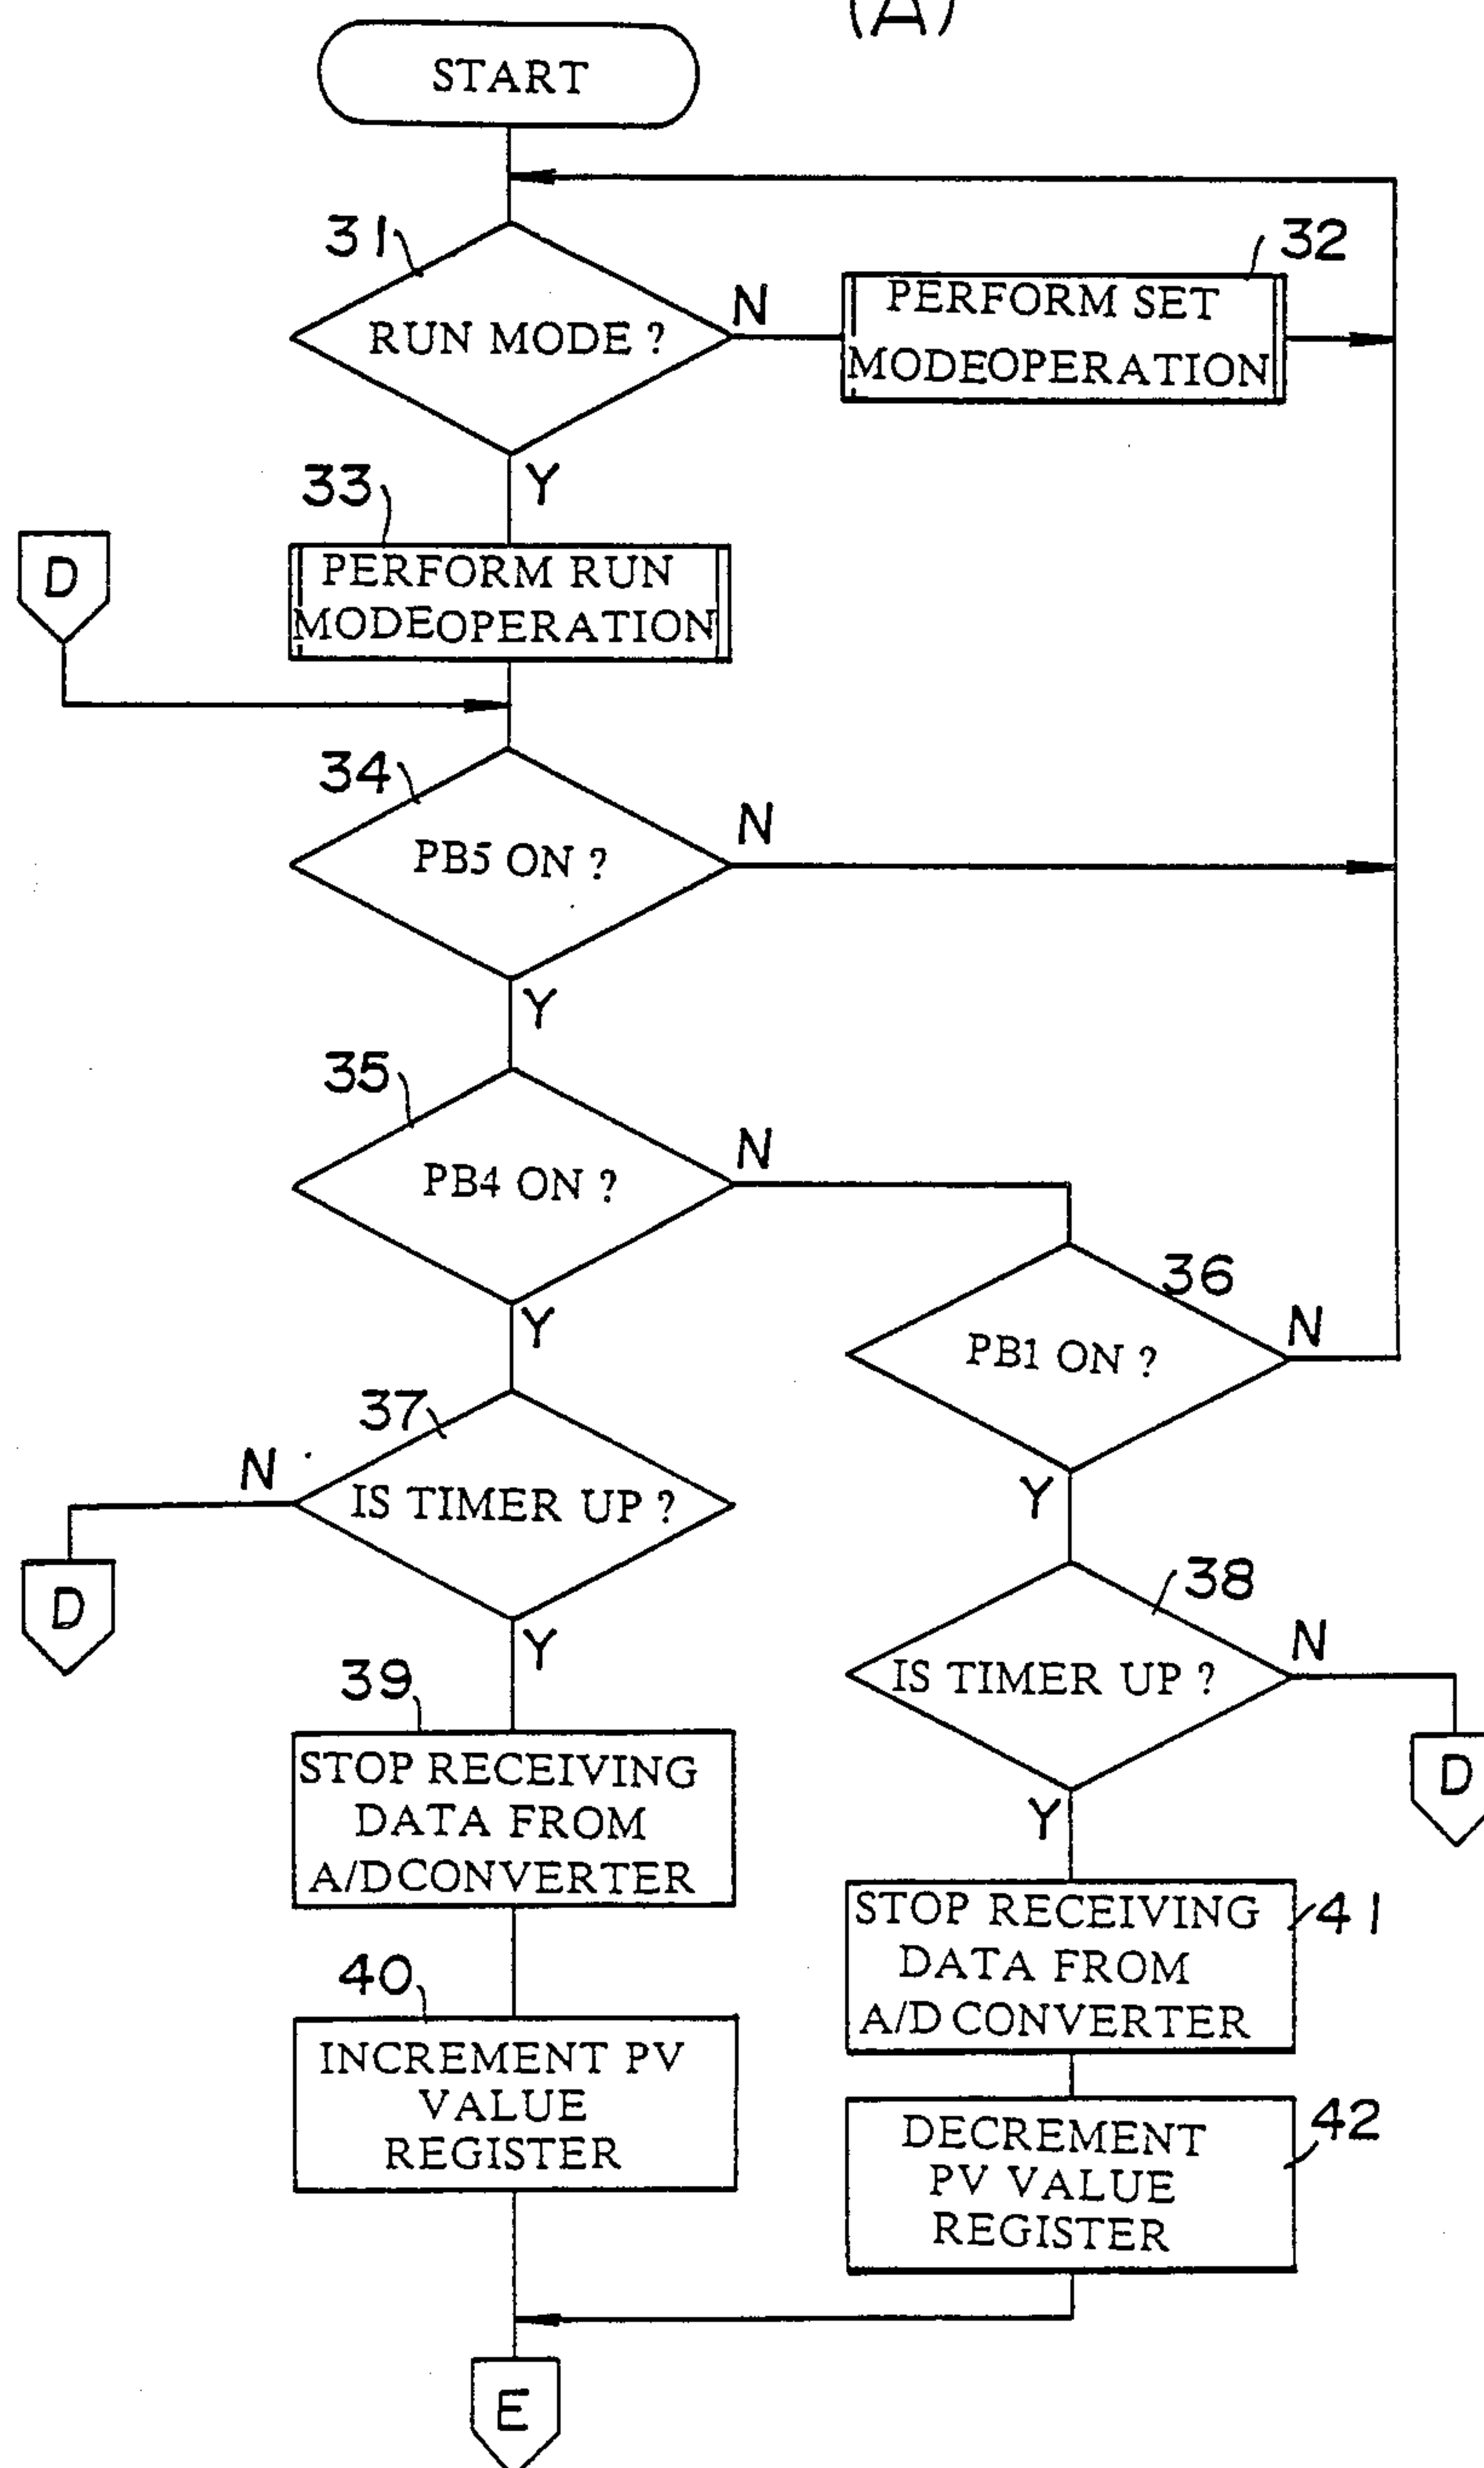 (A)
START
31
RUN MODE ?
N
32
PERFORM SET
MODEOPERATION
Y
33
PERFORM RUN
MODEOPERATION
D
34
PB5 ON ?
N
Y
35
PB4 ON ?
N
Y
36
PB1 ON ?
N
Y
37
IS TIMER UP ?
N
D
Y
38
IS TIMER UP ?
N
D
Y
39
STOP RECEIVING
DATA FROM
A/D CONVERTER
41
STOP RECEIVING
DATA FROM
A/D CONVERTER
40
INCREMENT PV
VALUE
REGISTER
42
DECREMENT
PV VALUE
REGISTER
E